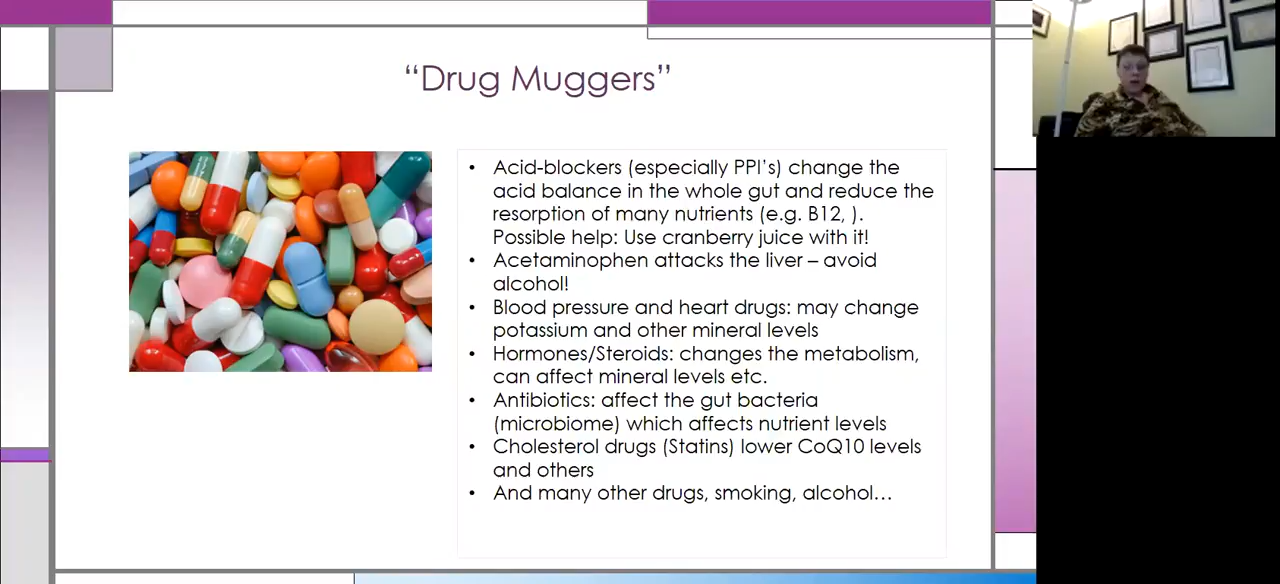 “Drug Muggers”
• Acid-blockers (especially PPI’s) change the
acid balance in the whole gut and reduce the
resorption of many nutrients (e.g. B12, ).
Possible help: Use cranberry juice with it!
• Acetaminophen attacks the liver – avoid
alcohol!
• Blood pressure and heart drugs: may change
potassium and other mineral levels
• Hormones/Steroids: changes the metabolism,
can affect mineral levels etc.
• Antibiotics: affect the gut bacteria
(microbiome) which affects nutrient levels
• Cholesterol drugs (Statins) lower CoQ10 levels
and others
• And many other drugs, smoking, alcohol…